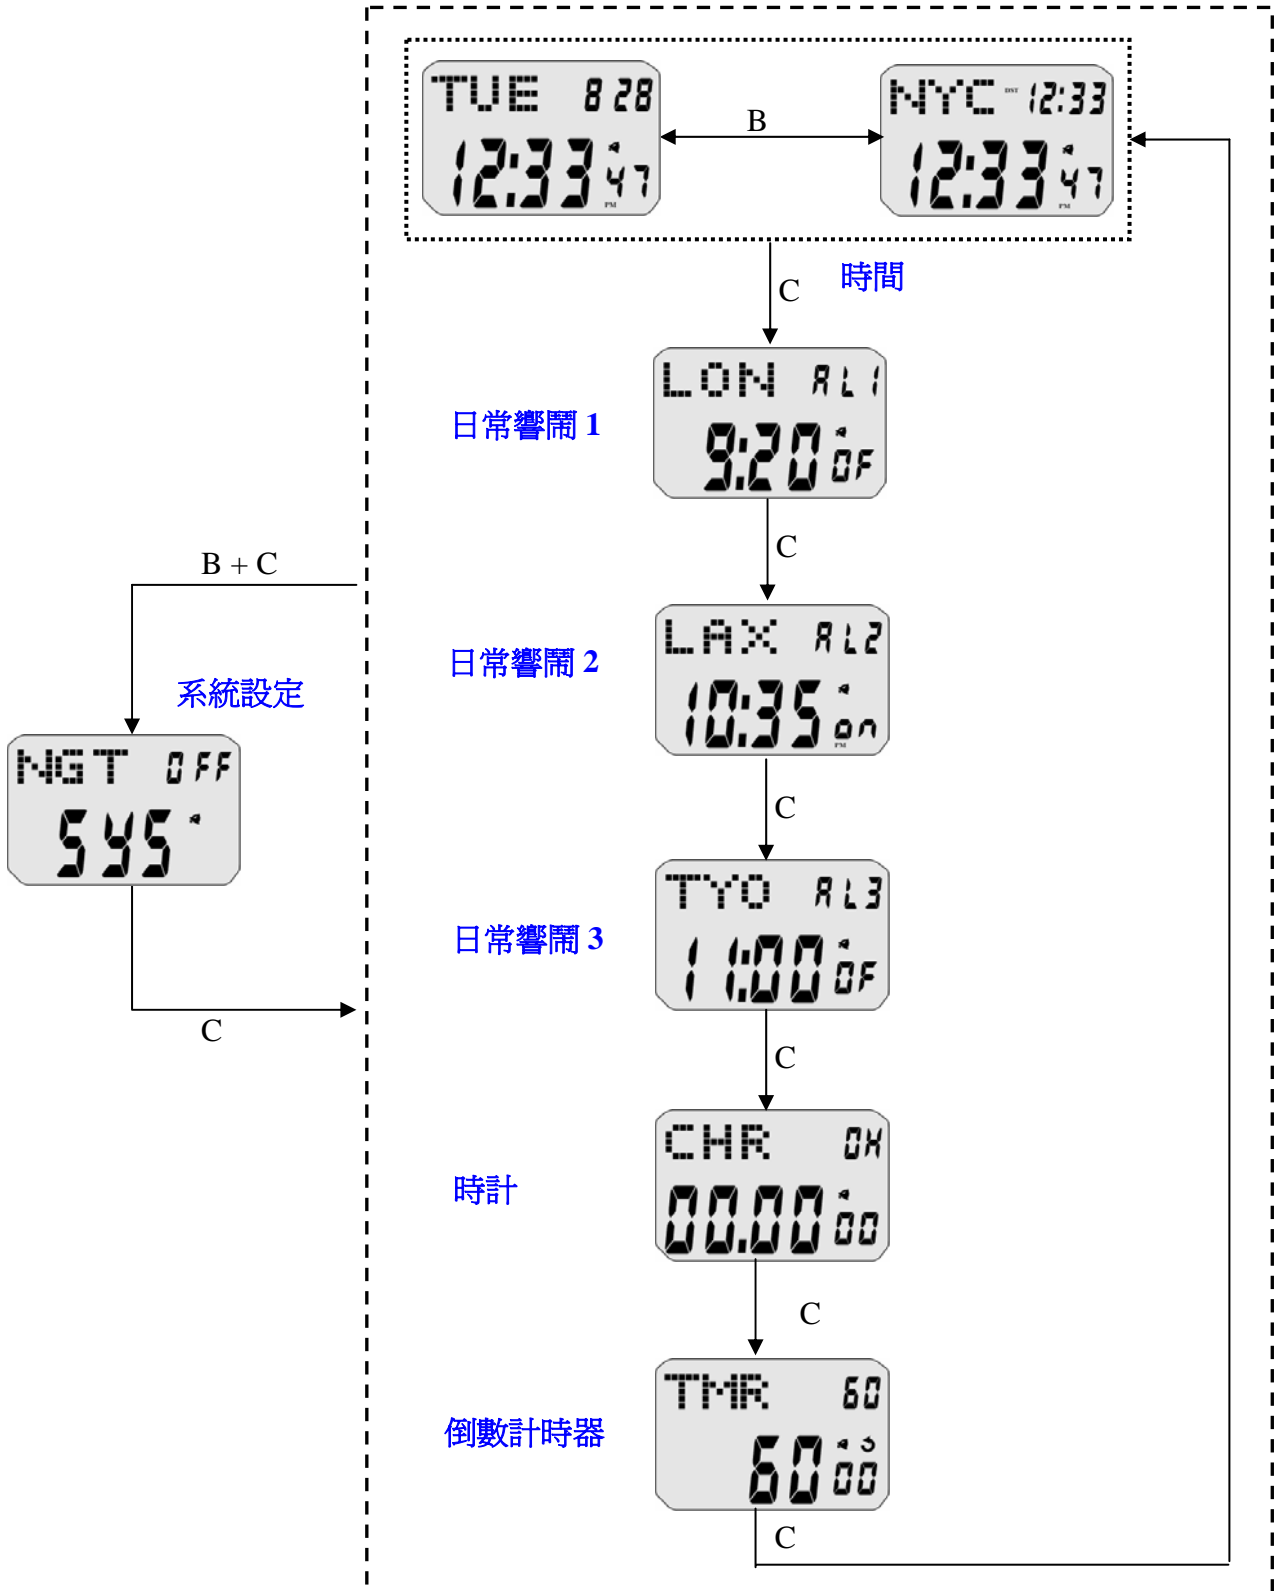 TUE 8 28
12:33 47
PM
B
NYC DST 12:33
12:33 47
PM
C
時間
LON AL1
9:20 OF
日常響鬧 1
C
B + C
LAX AL2
10:35 on
PM
日常響鬧 2
系統設定
NGT OFF
SYS
C
TYO AL3
11:00 OF
日常響鬧 3
C
C
CHR 0H
00.00 00
時計
C
TMR 60
60 00
倒數計時器
C